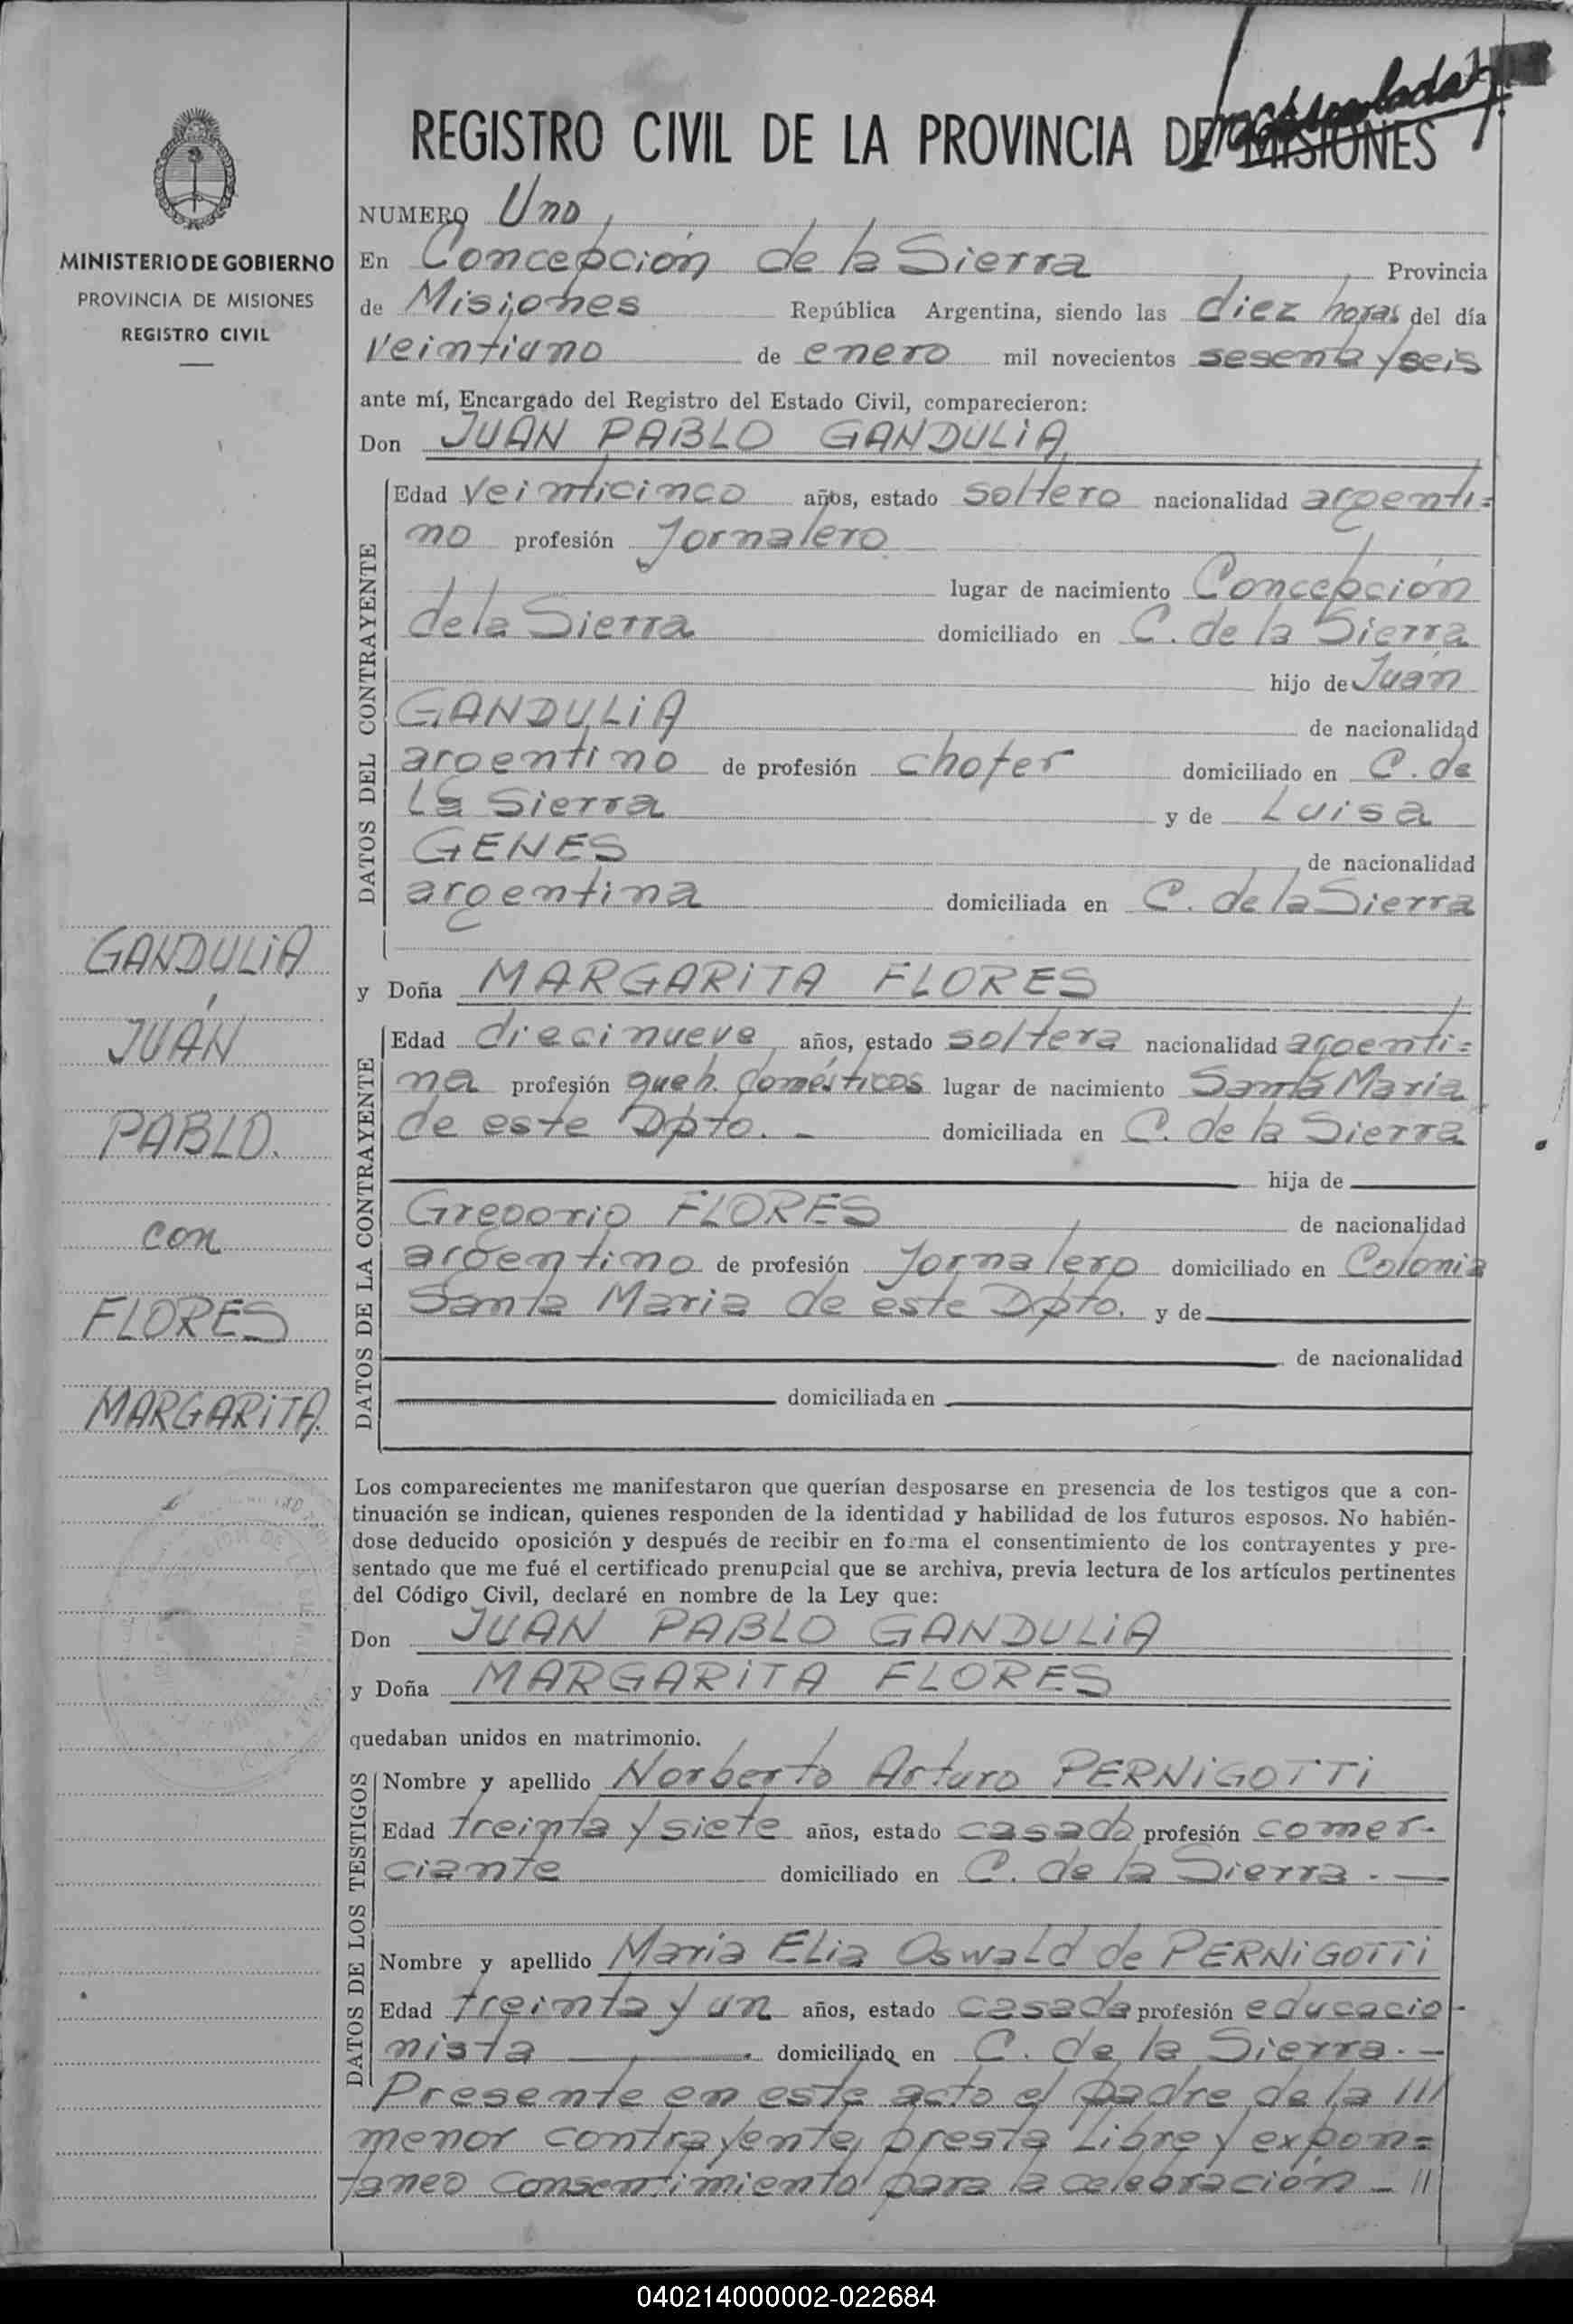 REGISTRO CIVIL DE LA PROVINCIA DE MISIONES
MINISTERIO DE GOBIERNO
PROVINCIA DE MISIONES
REGISTRO CIVIL
GANDULIA
JUAN
PABLO.
con
FLORES
MARGARITA.
NUMERO Uno
En Concepción de la Sierra Provincia
de Misiones República Argentina, siendo las diez horas del día
veintiuno de enero mil novecientos sesenta y seis
ante mí, Encargado del Registro del Estado Civil, comparecieron:
Don JUAN PABLO GANDULIA
DATOS DEL CONTRAYENTE
Edad veinticinco años, estado soltero nacionalidad argenti=
no profesión Jornalero
lugar de nacimiento Concepción
de la Sierra domiciliado en C. de la Sierra
hijo de Juan
GANDULIA de nacionalidad
argentino de profesión chofer domiciliado en C. de
La Sierra y de Luisa
GENES de nacionalidad
argentina domiciliada en C. de la Sierra
y Doña MARGARITA FLORES
DATOS DE LA CONTRAYENTE
Edad diecinueve años, estado soltera nacionalidad argenti=
na profesión queh. domésticos lugar de nacimiento Santa Maria
de este Dpto. - domiciliada en C. de la Sierra
hija de
Gregorio FLORES de nacionalidad
argentino de profesión Jornalero domiciliado en Colonia
Santa Maria de este Dpto. y de
de nacionalidad
domiciliada en
Los comparecientes me manifestaron que querían desposarse en presencia de los testigos que a con-
tinuación se indican, quienes responden de la identidad y habilidad de los futuros esposos. No habién-
dose deducido oposición y después de recibir en forma el consentimiento de los contrayentes y pre-
sentado que me fué el certificado prenupcial que se archiva, previa lectura de los artículos pertinentes
del Código Civil, declaré en nombre de la Ley que:
Don JUAN PABLO GANDULIA
y Doña MARGARITA FLORES
quedaban unidos en matrimonio.
DATOS DE LOS TESTIGOS
Nombre y apellido Norberto Arturo PERNIGOTTI
Edad treinta y siete años, estado casado profesión comer-
ciante domiciliado en C. de la Sierra. —
Nombre y apellido Maria Elia Oswald de PERNIGOTTI
Edad treinta y un años, estado casada profesión educacio-
nista domiciliado en C. de la Sierra. -
Presente en este acto el padre de la ///
menor contrayente, presta libre y expon=
taneo consentimiento para la celebración - //
040214000002-022684